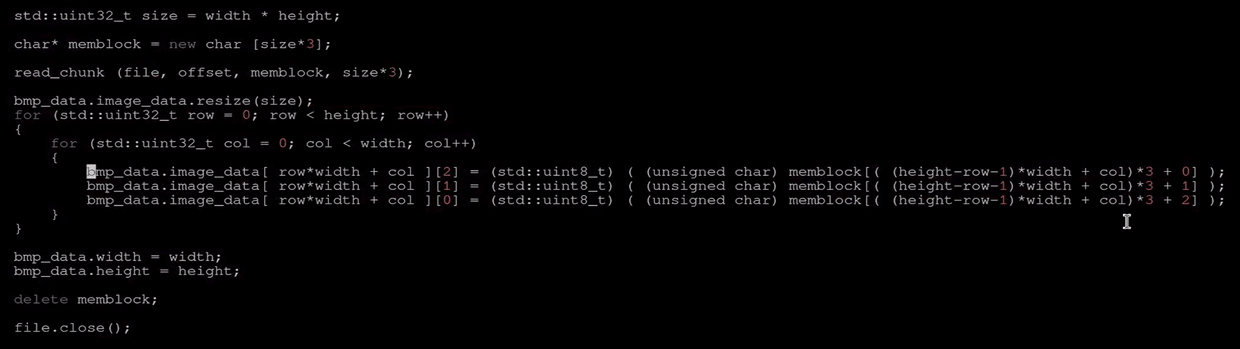 std::uint32_t size = width * height;
char* memblock = new char [size*3];
read_chunk (file, offset, memblock, size*3);
bmp_data.image_data.resize(size);
for (std::uint32_t row = 0; row < height; row++)
{
    for (std::uint32_t col = 0; col < width; col++)
    {
        bmp_data.image_data[ row*width + col ][2] = (std::uint8_t) ( (unsigned char) memblock[( (height-row-1)*width + col)*3 + 0] );
        bmp_data.image_data[ row*width + col ][1] = (std::uint8_t) ( (unsigned char) memblock[( (height-row-1)*width + col)*3 + 1] );
        bmp_data.image_data[ row*width + col ][0] = (std::uint8_t) ( (unsigned char) memblock[( (height-row-1)*width + col)*3 + 2] );
    }
}
bmp_data.width = width;
bmp_data.height = height;
delete memblock;
file.close();